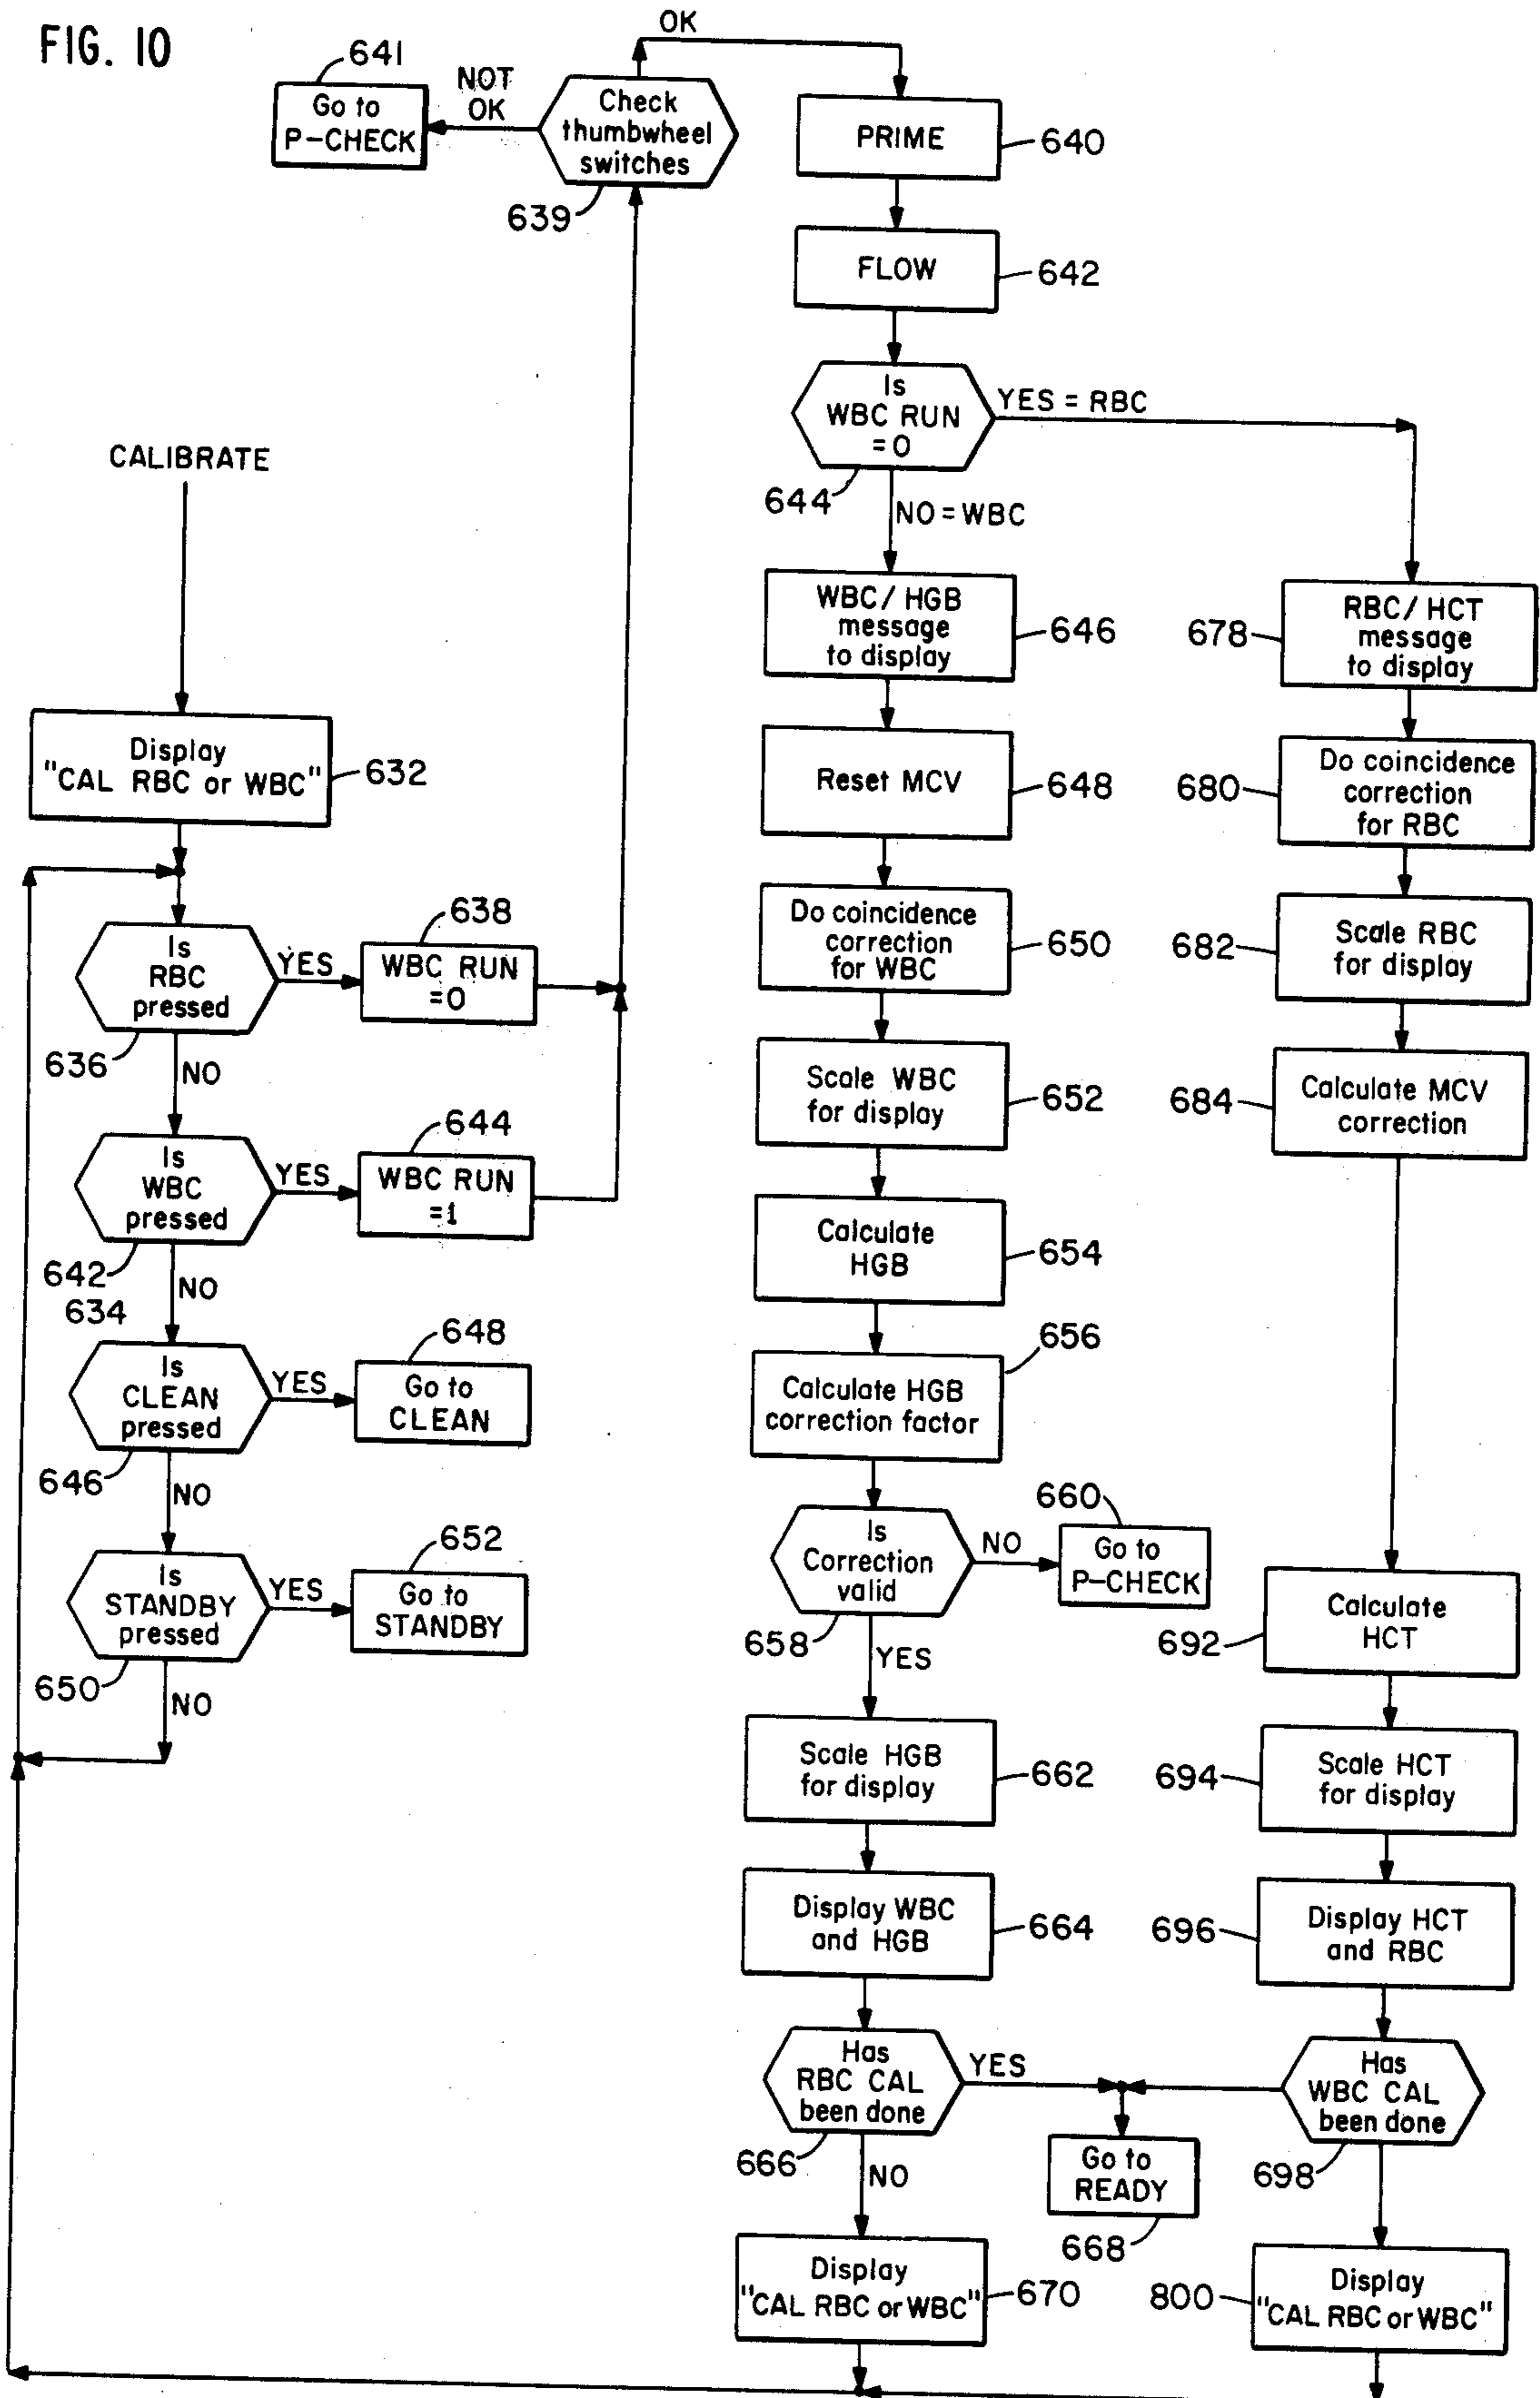 FIG. 10
OK
641
NOT
OK
Go to
P-CHECK
Check
thumbwheel
switches
639
PRIME
640
FLOW
642
Is
WBC RUN
=0
YES = RBC
644
NO = WBC
CALIBRATE
Display
"CAL RBC or WBC"
632
Is
RBC
pressed
YES
638
WBC RUN
=0
636
NO
Is
WBC
pressed
YES
644
WBC RUN
=1
642
NO
634
Is
CLEAN
pressed
YES
648
Go to
CLEAN
646
NO
Is
STANDBY
pressed
YES
652
Go to
STANDBY
650
NO
WBC/ HGB
message
to display
646
Reset MCV
648
Do coincidence
correction
for WBC
650
Scale WBC
for display
652
Calculate
HGB
654
656
Calculate HGB
correction factor
Is
Correction
valid
NO
660
Go to
P-CHECK
658
YES
Scale HGB
for display
662
Display WBC
and HGB
664
Has
RBC CAL
been done
YES
666
NO
Go to
READY
668
Display
"CAL RBC or WBC"
670
RBC/ HCT
message
to display
678
Do coincidence
correction
for RBC
680
Scale RBC
for display
682
Calculate MCV
correction
684
Calculate
HCT
692
Scale HCT
for display
694
Display HCT
and RBC
696
Has
WBC CAL
been done
698
Display
"CAL RBC or WBC"
800